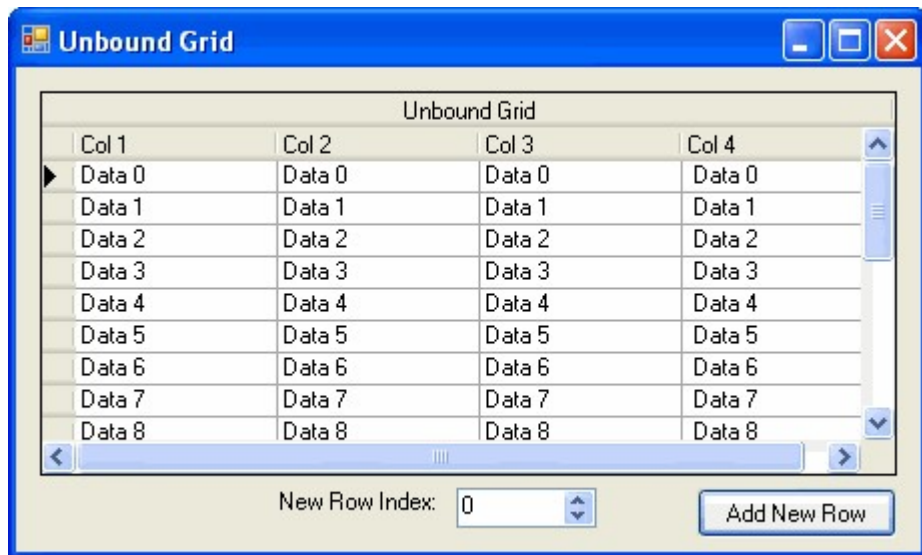 Unbound Grid
Unbound Grid
Col 1 Col 2 Col 3 Col 4
Data 0 Data 0 Data 0 Data 0
Data 1 Data 1 Data 1 Data 1
Data 2 Data 2 Data 2 Data 2
Data 3 Data 3 Data 3 Data 3
Data 4 Data 4 Data 4 Data 4
Data 5 Data 5 Data 5 Data 5
Data 6 Data 6 Data 6 Data 6
Data 7 Data 7 Data 7 Data 7
Data 8 Data 8 Data 8 Data 8
New Row Index: 0 Add New Row